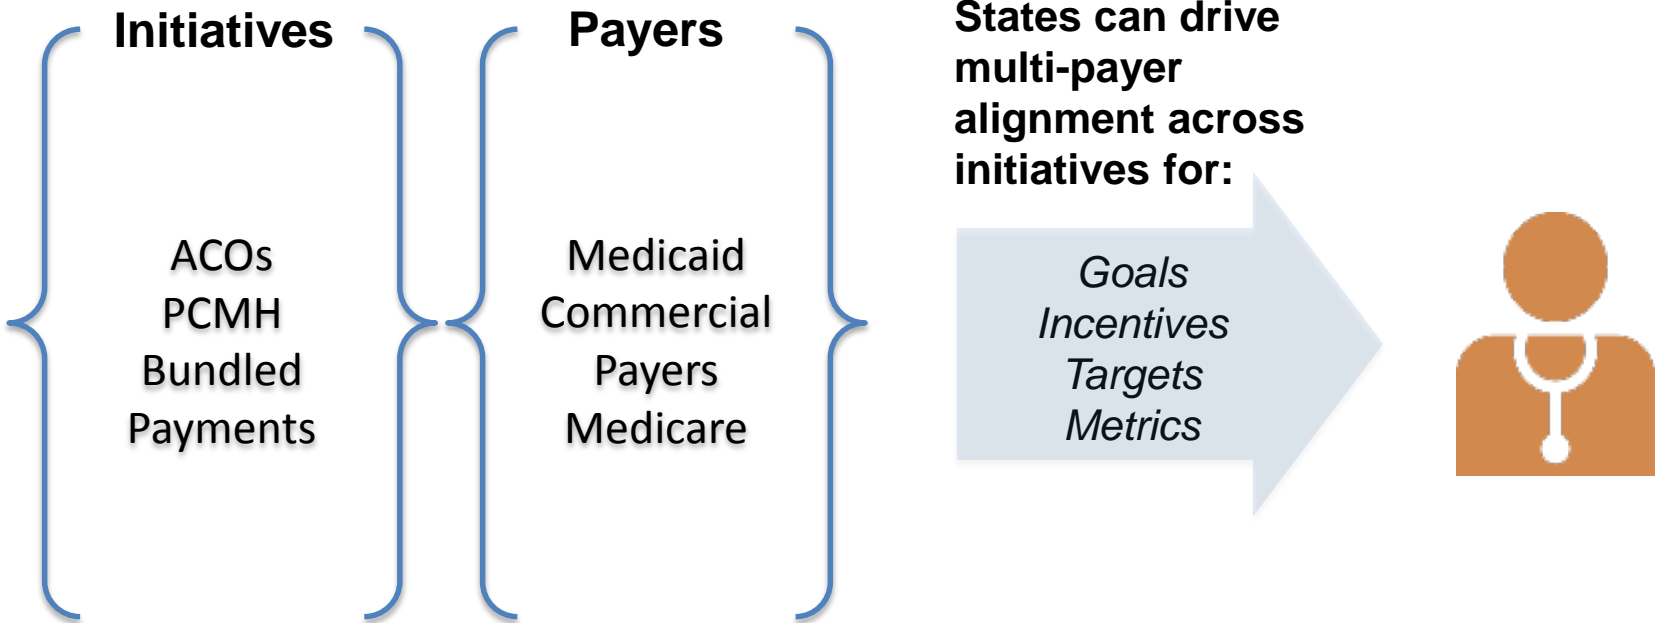 Initiatives
ACOs
PCMH
Bundled
Payments
Payers
Medicaid
Commercial
Payers
Medicare
States can drive
multi-payer
alignment across
initiatives for:
Goals
Incentives
Targets
Metrics